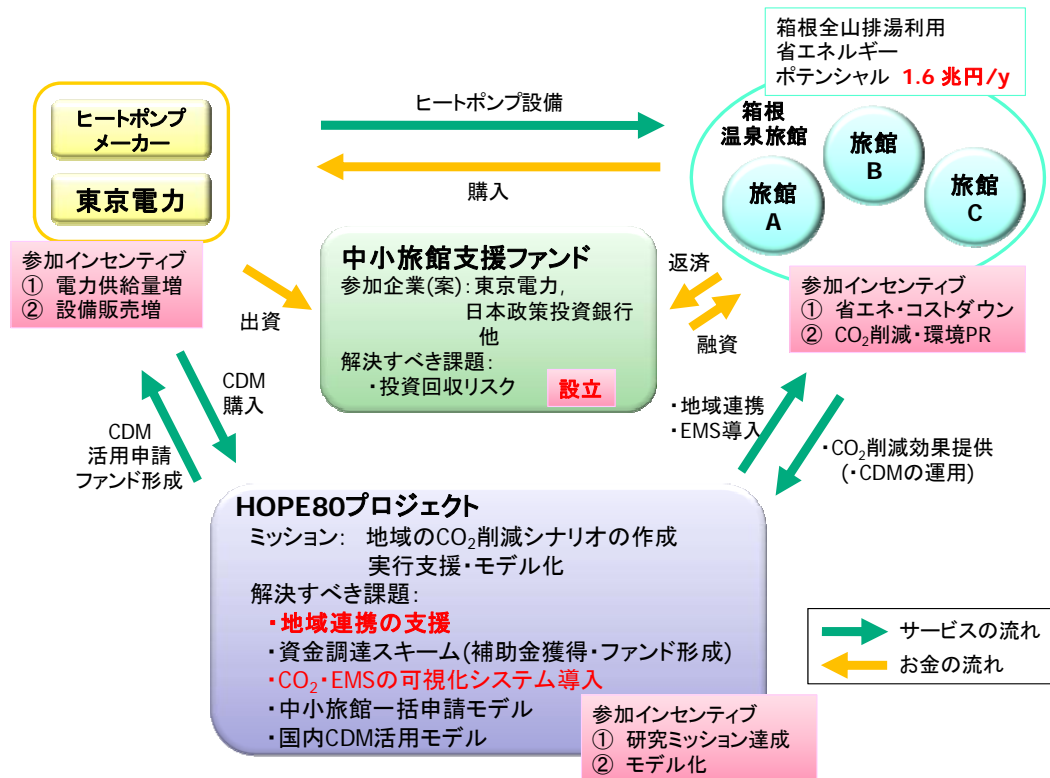 箱根全山排湯利用
省エネルギー
ポテンシャル 1.6 兆円/y
ヒートポンプ
メーカー
東京電力
ヒートポンプ設備
購入
箱根
温泉旅館
旅館
A
旅館
B
旅館
C
参加インセンティブ
① 電力供給量増
② 設備販売増
出資
中小旅館支援ファンド
参加企業(案):東京電力,
日本政策投資銀行
他
解決すべき課題:
・投資回収リスク
設立
返済
融資
参加インセンティブ
① 省エネ・コストダウン
② CO₂削減・環境PR
CDM
購入
CDM
活用申請
ファンド形成
・地域連携
・EMS導入
・CO₂削減効果提供
(・CDMの運用)
HOPE80プロジェクト
ミッション: 地域のCO₂削減シナリオの作成
実行支援・モデル化
解決すべき課題:
・地域連携の支援
・資金調達スキーム(補助金獲得・ファンド形成)
・CO₂・EMSの可視化システム導入
・中小旅館一括申請モデル
・国内CDM活用モデル
参加インセンティブ
① 研究ミッション達成
② モデル化
サービスの流れ
お金の流れ